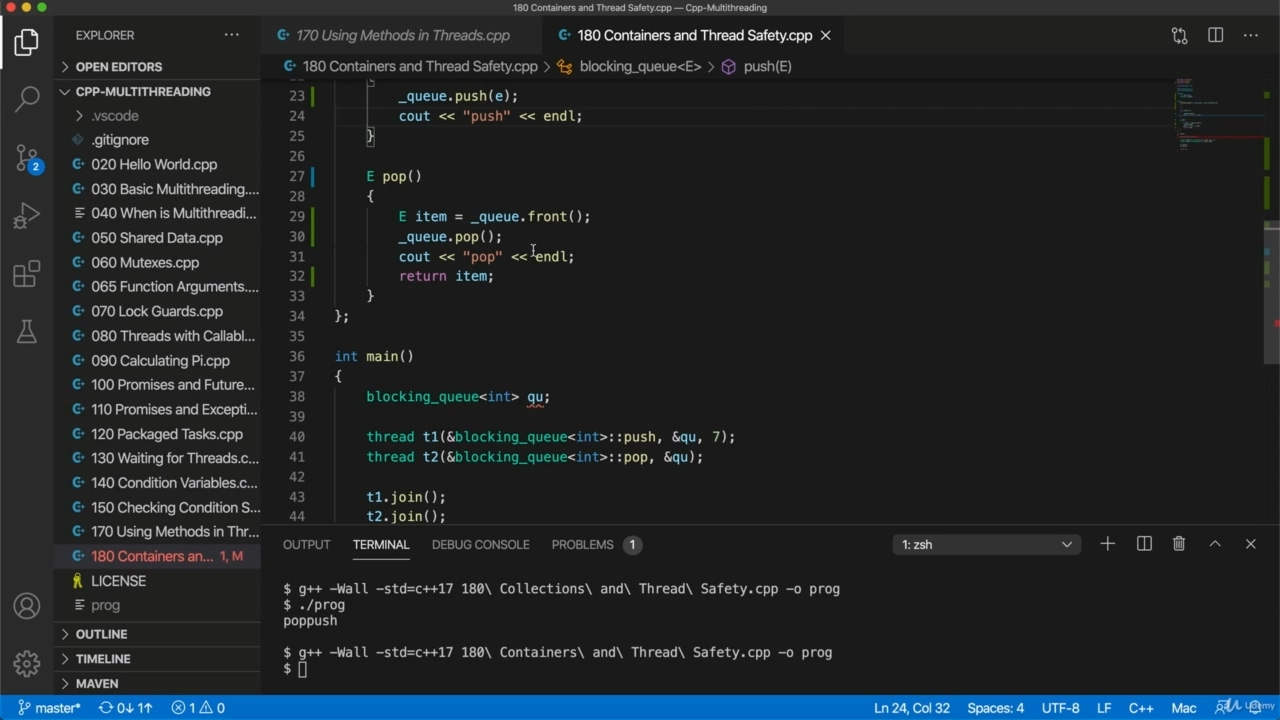 180 Containers and Thread Safety.cpp — Cpp-Multithreading
EXPLORER
170 Using Methods in Threads.cpp
180 Containers and Thread Safety.cpp
OPEN EDITORS
180 Containers and Thread Safety.cpp > blocking_queue<E> > push(E)
CPP-MULTITHREADING
.vscode
.gitignore
020 Hello World.cpp
030 Basic Multithreading....
040 When is Multithreadi...
050 Shared Data.cpp
060 Mutexes.cpp
065 Function Arguments....
070 Lock Guards.cpp
080 Threads with Callabl...
090 Calculating Pi.cpp
100 Promises and Future...
110 Promises and Excepti...
120 Packaged Tasks.cpp
130 Waiting for Threads.c...
140 Condition Variables.c...
150 Checking Condition S...
170 Using Methods in Thr...
180 Containers an... 1, M
LICENSE
prog
OUTLINE
TIMELINE
MAVEN
2
23 _queue.push(e);
24 cout << "push" << endl;
25 }
26
27 E pop()
28 {
29 E item = _queue.front();
30 _queue.pop();
31 cout << "pop" << endl;
32 return item;
33 }
34 };
35
36 int main()
37 {
38 blocking_queue<int> qu;
39
40 thread t1(&blocking_queue<int>::push, &qu, 7);
41 thread t2(&blocking_queue<int>::pop, &qu);
42
43 t1.join();
44 t2.join();
OUTPUT TERMINAL DEBUG CONSOLE PROBLEMS 1 1: zsh
$ g++ -Wall -std=c++17 180\ Collections\ and\ Thread\ Safety.cpp -o prog
$ ./prog
poppush
$ g++ -Wall -std=c++17 180\ Containers\ and\ Thread\ Safety.cpp -o prog
$
master* 0↓ 1↑ 1 0 Ln 24, Col 32 Spaces: 4 UTF-8 LF C++ Mac
Udemy